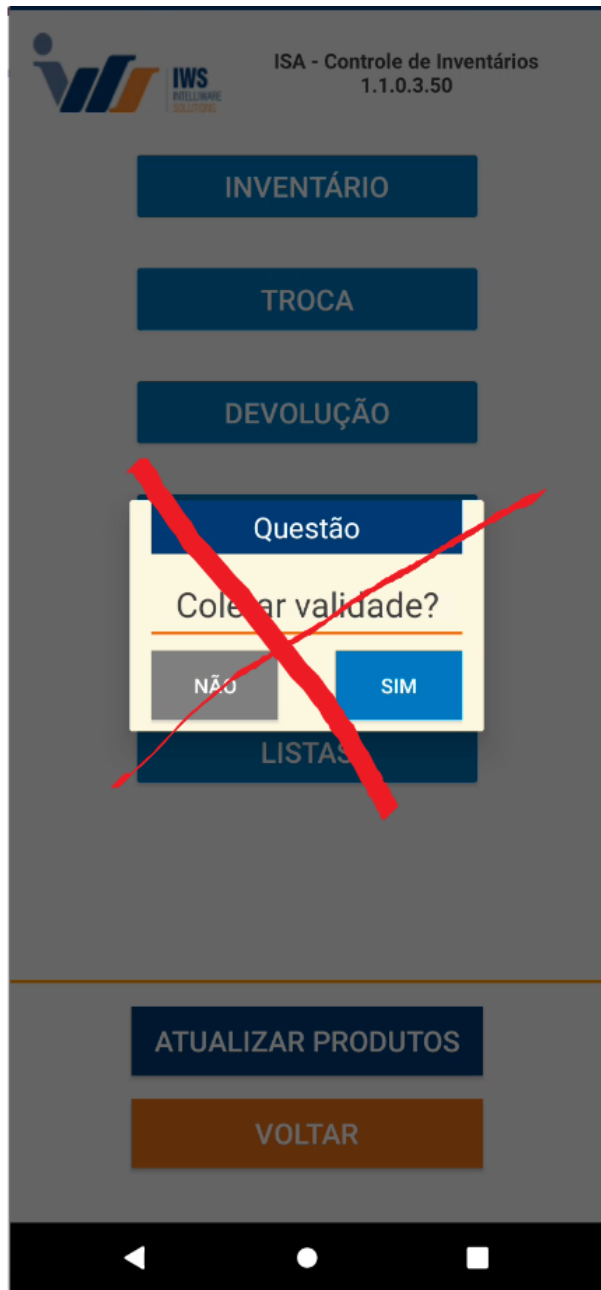 IWS
INTELLIWARE
SOLUTIONS
ISA - Controle de Inventários
1.1.0.3.50
INVENTÁRIO
TROCA
DEVOLUÇÃO
Questão
Coletar validade?
NÃO
SIM
LISTAS
ATUALIZAR PRODUTOS
VOLTAR